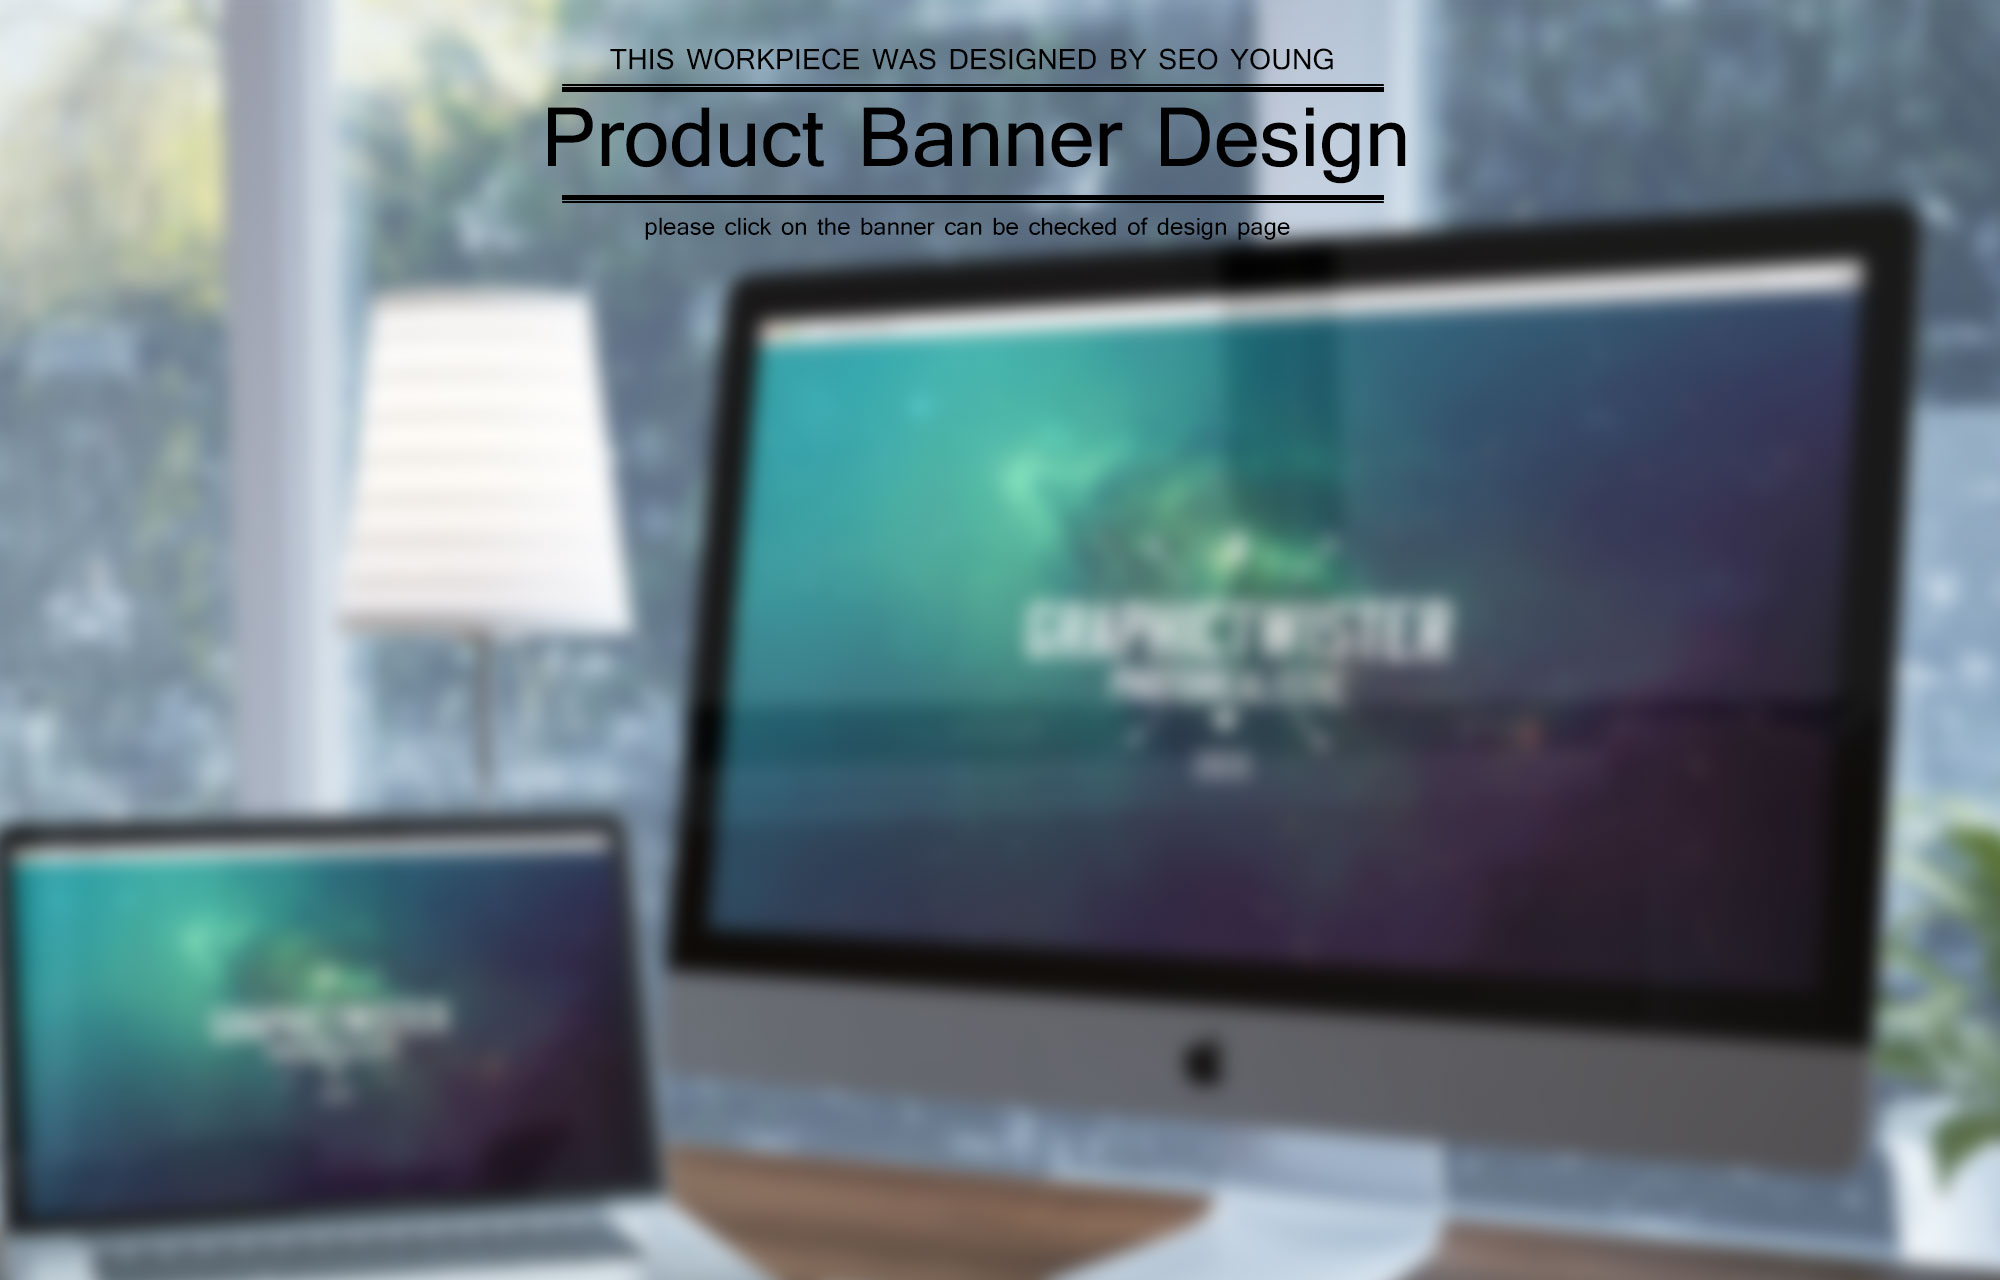 THIS WORKPIECE WAS DESIGNED BY SEO YOUNG
Product Banner Design
please click on the banner can be checked of design page
GRAPHICTWISTER